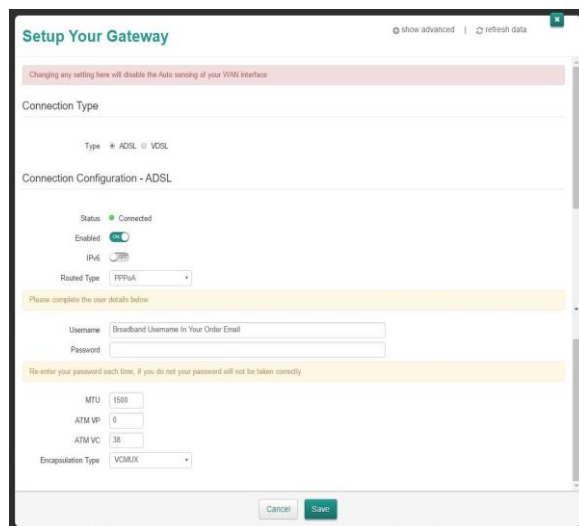 Setup Your Gateway
show advanced | refresh data
Changing any setting here will disable the Auto sensing of your WAN interface
Connection Type
Type ADSL VDSL
Connection Configuration - ADSL
Status Connected
Enabled ON
IPv6 OFF
Routed Type PPPoA
Please complete the user details below
Username Broadband Username In Your Order Email
Password
Re-enter your password each time, if you do not your password will not be taken correctly
MTU 1500
ATM VP 0
ATM VC 38
Encapsulation Type VCMUX
Cancel Save